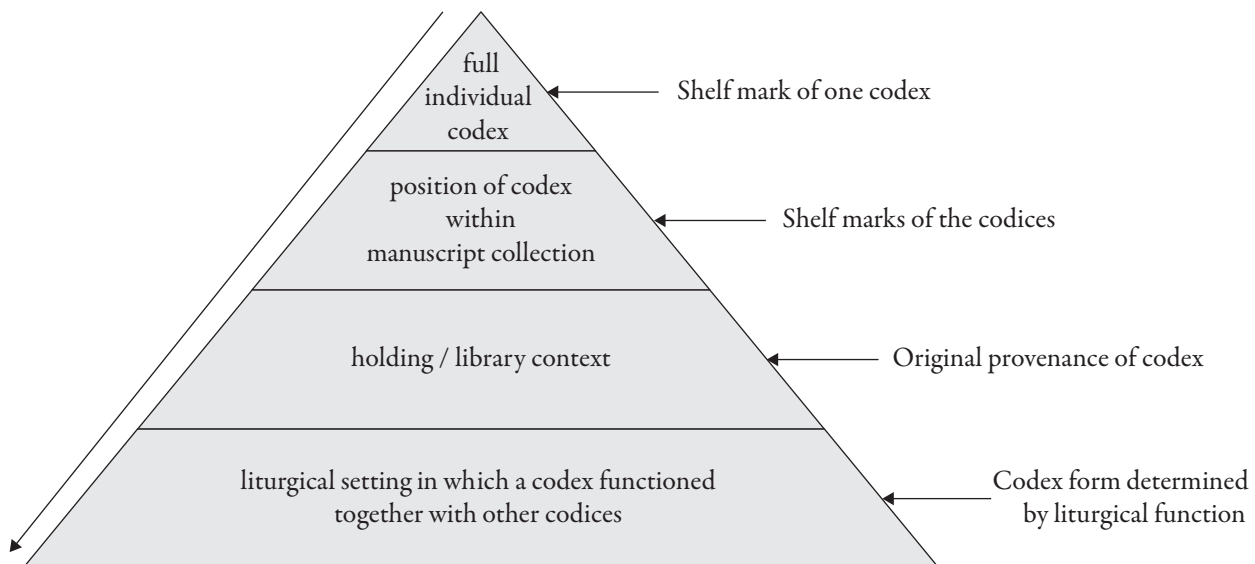 full
individual
codex
Shelf mark of one codex
position of codex
within
manuscript collection
Shelf marks of the codices
holding / library context
Original provenance of codex
liturgical setting in which a codex functioned
together with other codices
Codex form determined
by liturgical function